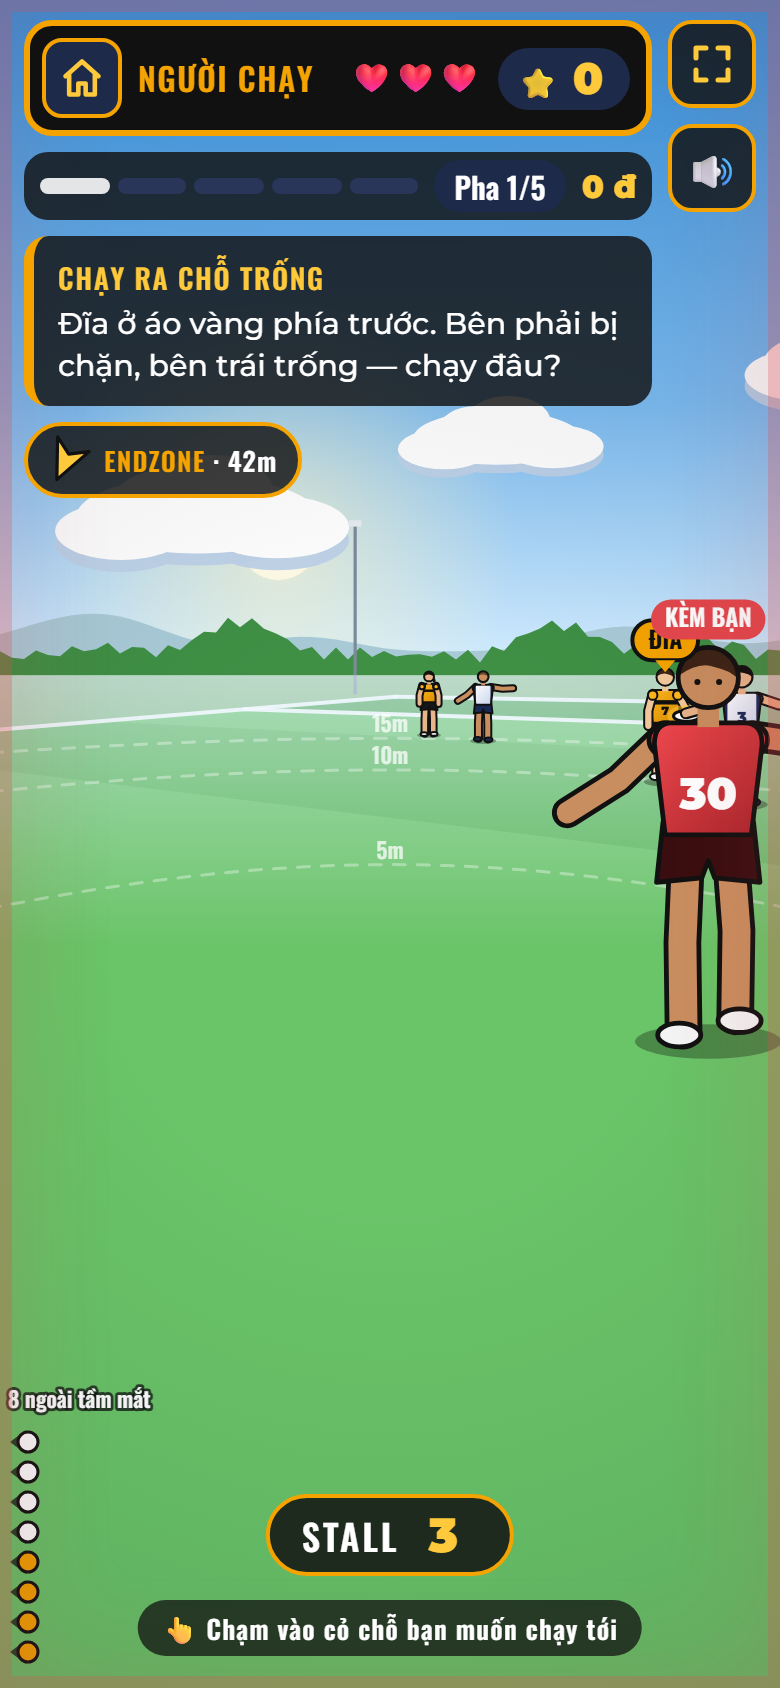 NGƯỜI CHẠY
0
Pha 1/5
0 đ
CHẠY RA CHỖ TRỐNG
Đĩa ở áo vàng phía trước. Bên phải bị
chặn, bên trái trống — chạy đâu?
ENDZONE · 42m
KÈM BẠN
ĐĨA
7
3
15m
10m
30
5m
8 ngoài tầm mắt
STALL 3
Chạm vào cỏ chỗ bạn muốn chạy tới